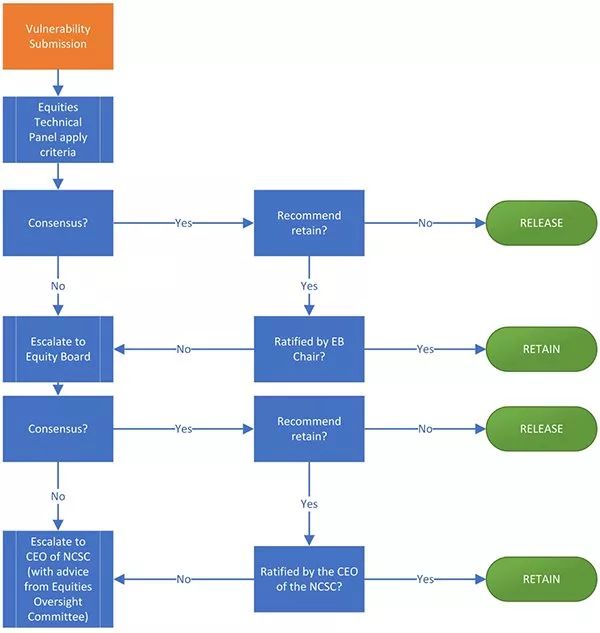 Vulnerability
Submission
Equities
Technical
Panel apply
criteria
Consensus?
Yes
Recommend
retain?
No
RELEASE
No
Yes
Escalate to
Equity Board
No
Ratified by EB
Chair?
Yes
RETAIN
Consensus?
Yes
Recommend
retain?
No
RELEASE
No
Yes
Escalate to
CEO of NCSC
(with advice
from Equities
Oversight
Committee)
No
Ratified by the CEO
of the NCSC?
Yes
RETAIN